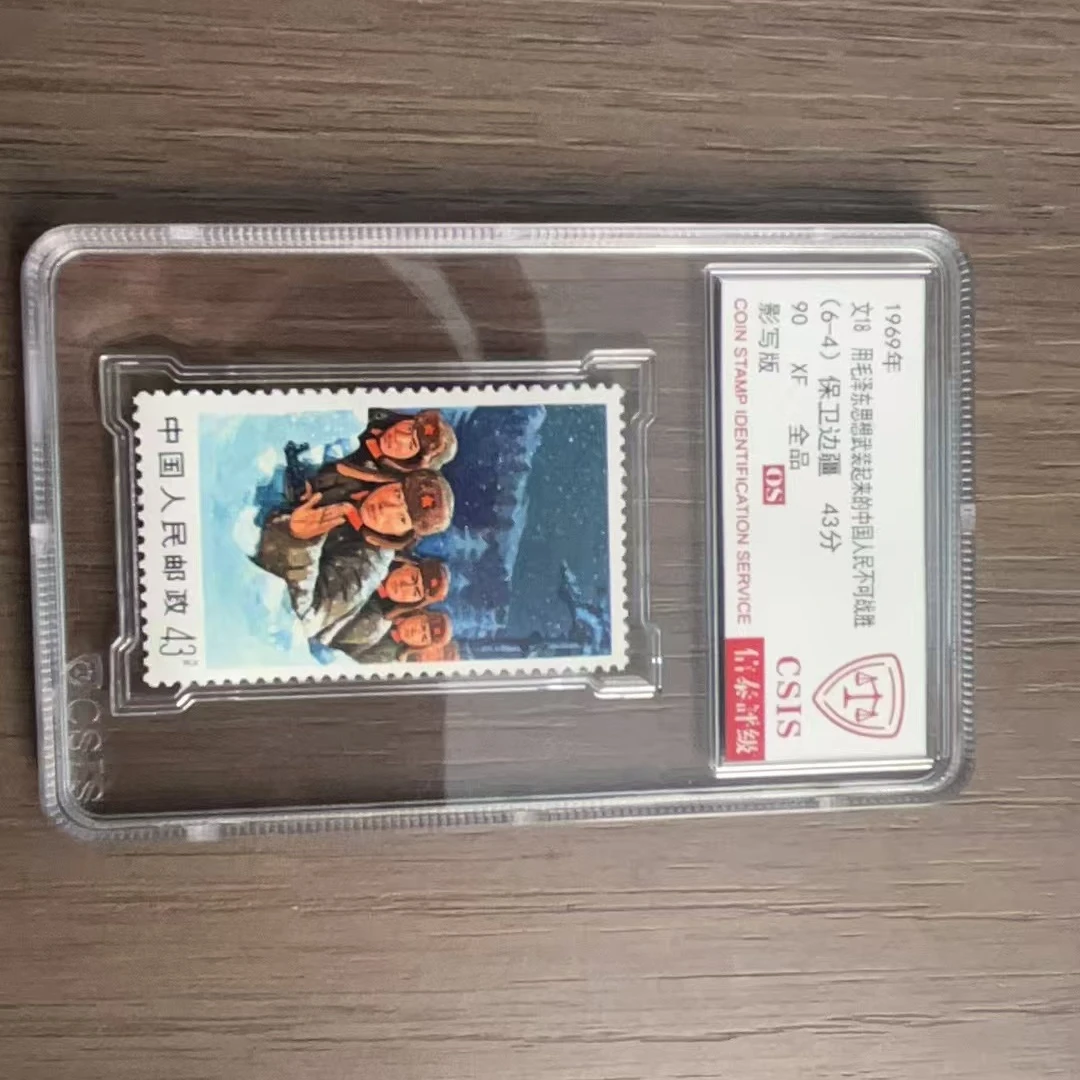 1969年
文18 用毛泽东思想武装起来的中国人民不可战胜
(6-4) 保卫边疆 43分
90 XF 全品
影写版
OS
COIN STAMP IDENTIFICATION SERVICE
CSIS
信泰评级
中国人民邮政 43分
CSIS